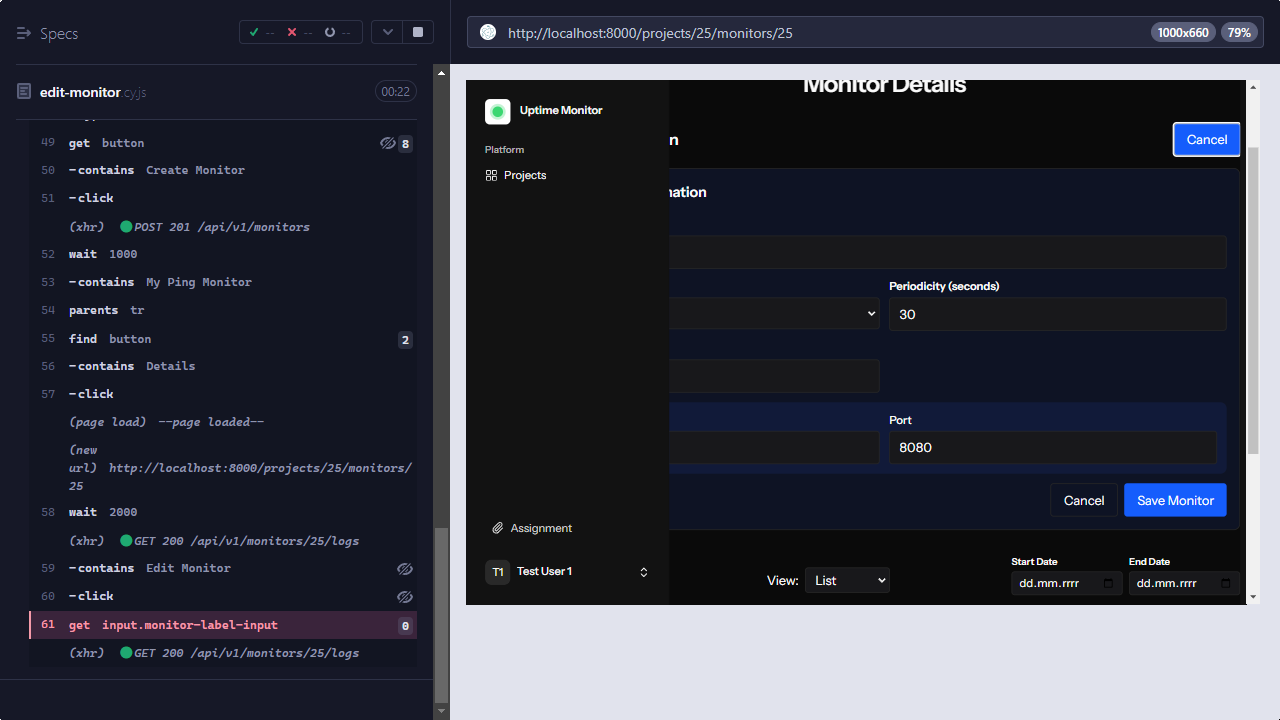 Specs
-- -- --
edit-monitor.cy.js
00:22
49 get button 8
50 -contains Create Monitor
51 -click
(xhr) POST 201 /api/v1/monitors
52 wait 1000
53 -contains My Ping Monitor
54 parents tr
55 find button 2
56 -contains Details
57 -click
(page load) --page loaded--
(new
url) http://localhost:8000/projects/25/monitors/
25
58 wait 2000
(xhr) GET 200 /api/v1/monitors/25/logs
59 -contains Edit Monitor
60 -click
61 get input.monitor-label-input 0
(xhr) GET 200 /api/v1/monitors/25/logs
http://localhost:8000/projects/25/monitors/25
1000x660
79%
Uptime Monitor
Platform
Projects
Assignment
T1 Test User 1
Monitor Details
n
Cancel
nation
Periodicity (seconds)
30
Port
8080
Cancel
Save Monitor
View:
List
Start Date
dd.mm.rrrr
End Date
dd.mm.rrrr